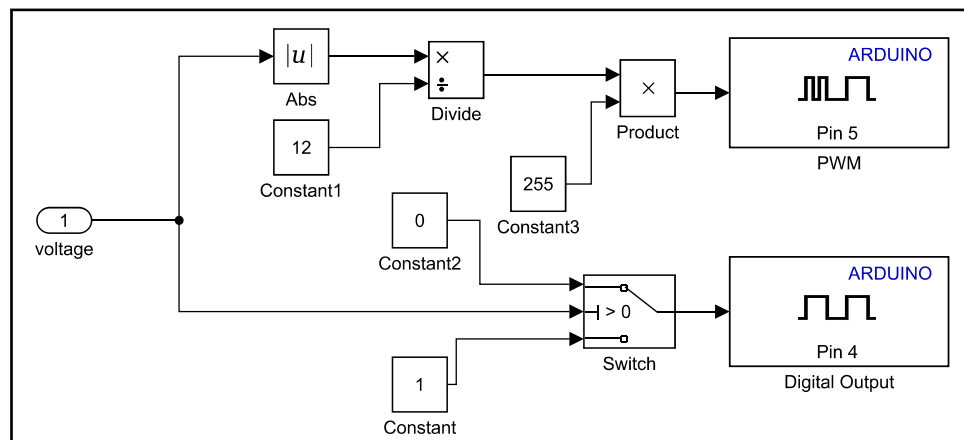 ARDUINO
|u|
×
÷
Abs
Divide
×
Pin 5
12
Product
PWM
Constant1
255
1
0
Constant3
voltage
Constant2
ARDUINO
> 0
Pin 4
1
Switch
Digital Output
Constant